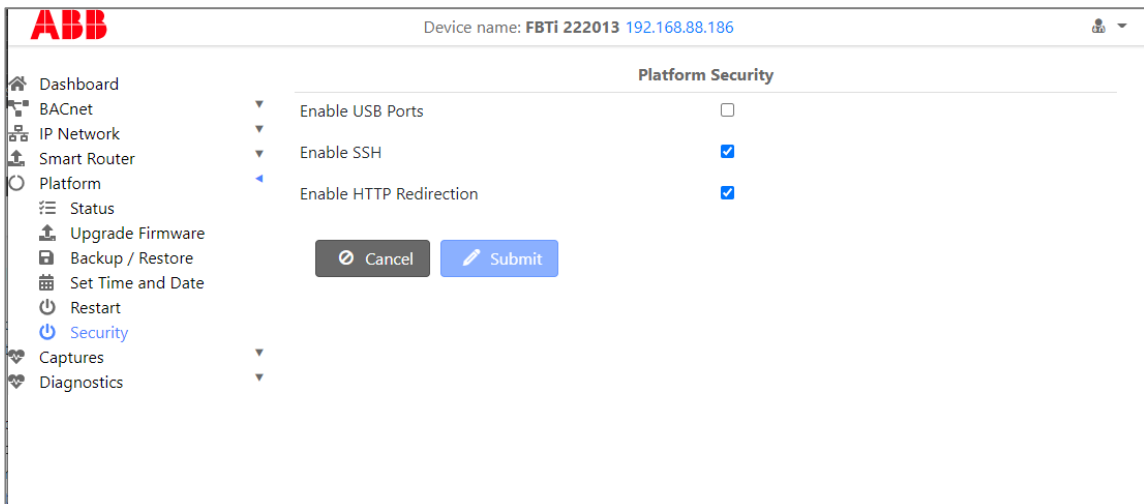 ABB
Device name: FBTi 222013 192.168.88.186
Dashboard
BACnet
IP Network
Smart Router
Platform
Status
Upgrade Firmware
Backup / Restore
Set Time and Date
Restart
Security
Captures
Diagnostics
Platform Security
Enable USB Ports
Enable SSH
Enable HTTP Redirection
Cancel
Submit